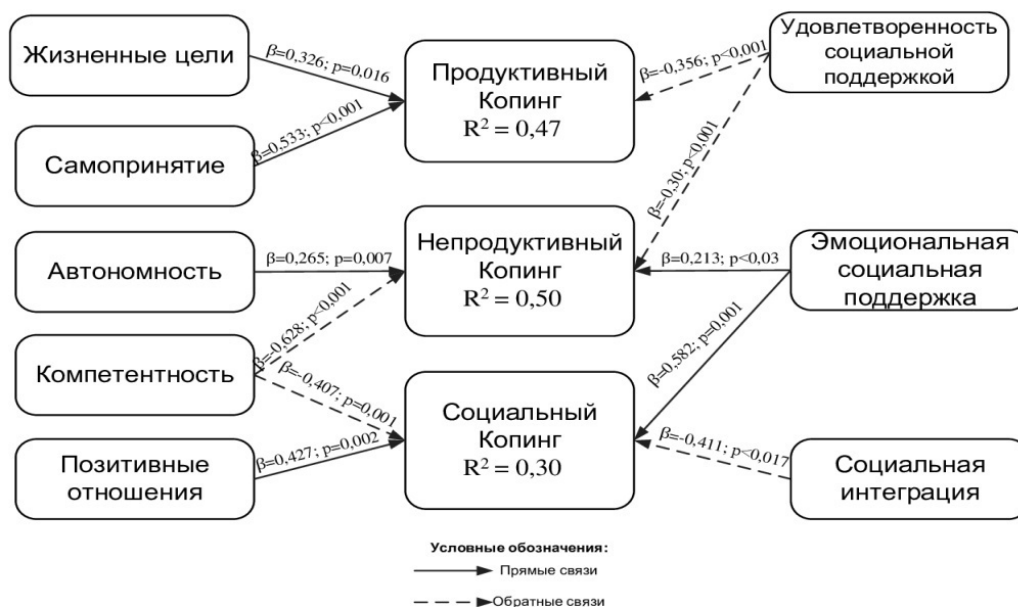 Жизненные цели
β=0,326; p=0,016
Самопринятие
β=0,533; p<0,001
Автономность
β=0,265; p=0,007
Компетентность
β=-0,628; p<0,001
β=-0,407; p=0,001
Позитивные
отношения
β=0,427; p=0,002
Продуктивный
Копинг
R² = 0,47
Непродуктивный
Копинг
R² = 0,50
Социальный
Копинг
R² = 0,30
Удовлетворенность
социальной
поддержкой
β=-0,356; p<0,001
β=-0,30; p<0,001
Эмоциональная
социальная
поддержка
β=0,213; p<0,03
β=0,582; p=0,001
Социальная
интеграция
β=-0,411; p<0,017
Условные обозначения:
Прямые связи
Обратные связи